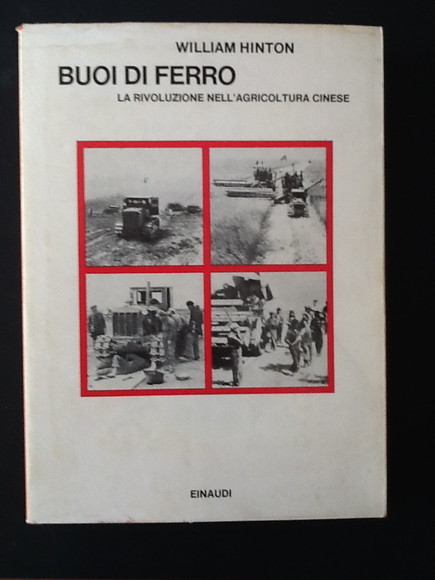 WILLIAM HINTON
BUOI DI FERRO
LA RIVOLUZIONE NELL'AGRICOLTURA CINESE
EINAUDI